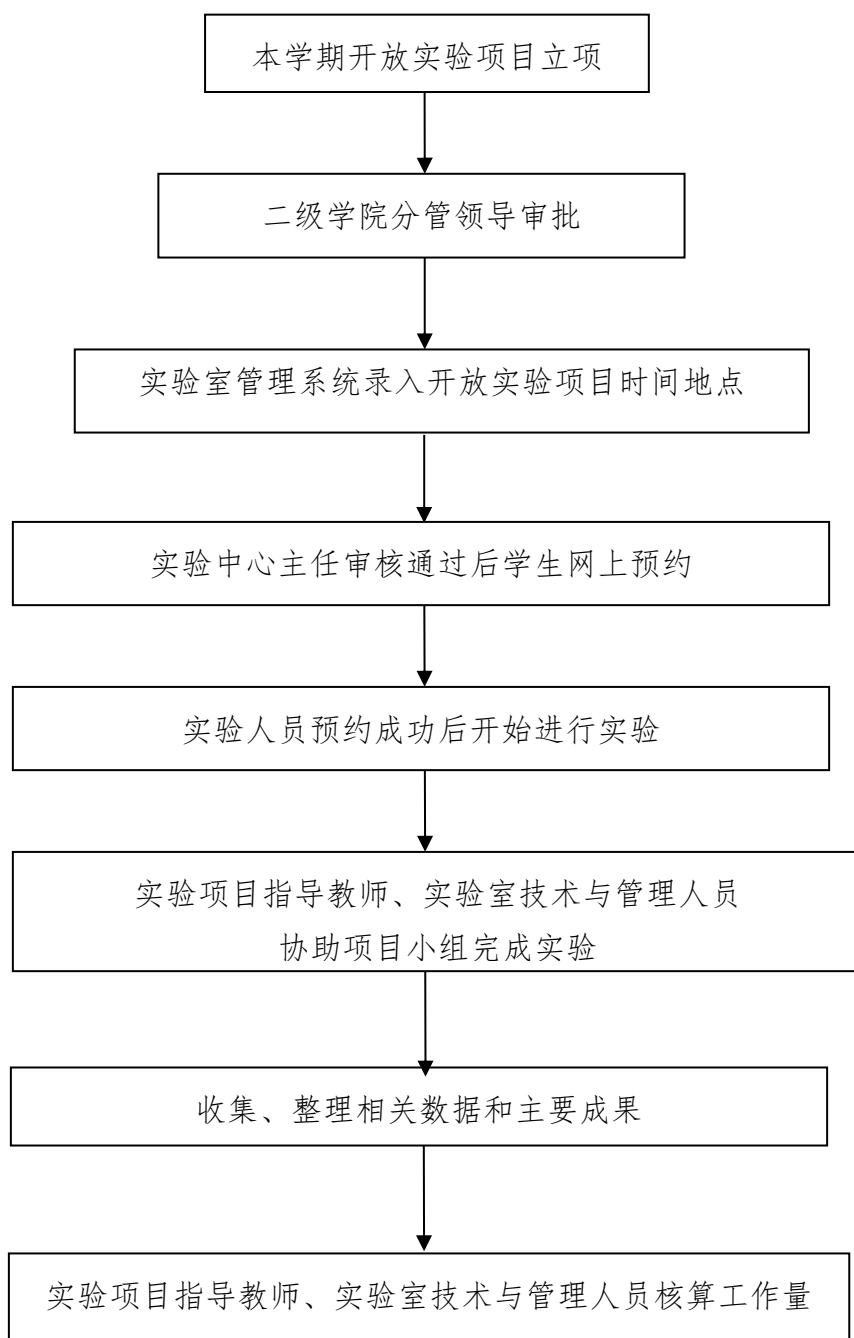 本学期开放实验项目立项
二级学院分管领导审批
实验室管理系统录入开放实验项目时间地点
实验中心主任审核通过后学生网上预约
实验人员预约成功后开始进行实验
实验项目指导教师、实验室技术与管理人员
协助项目小组完成实验
收集、整理相关数据和主要成果
实验项目指导教师、实验室技术与管理人员核算工作量